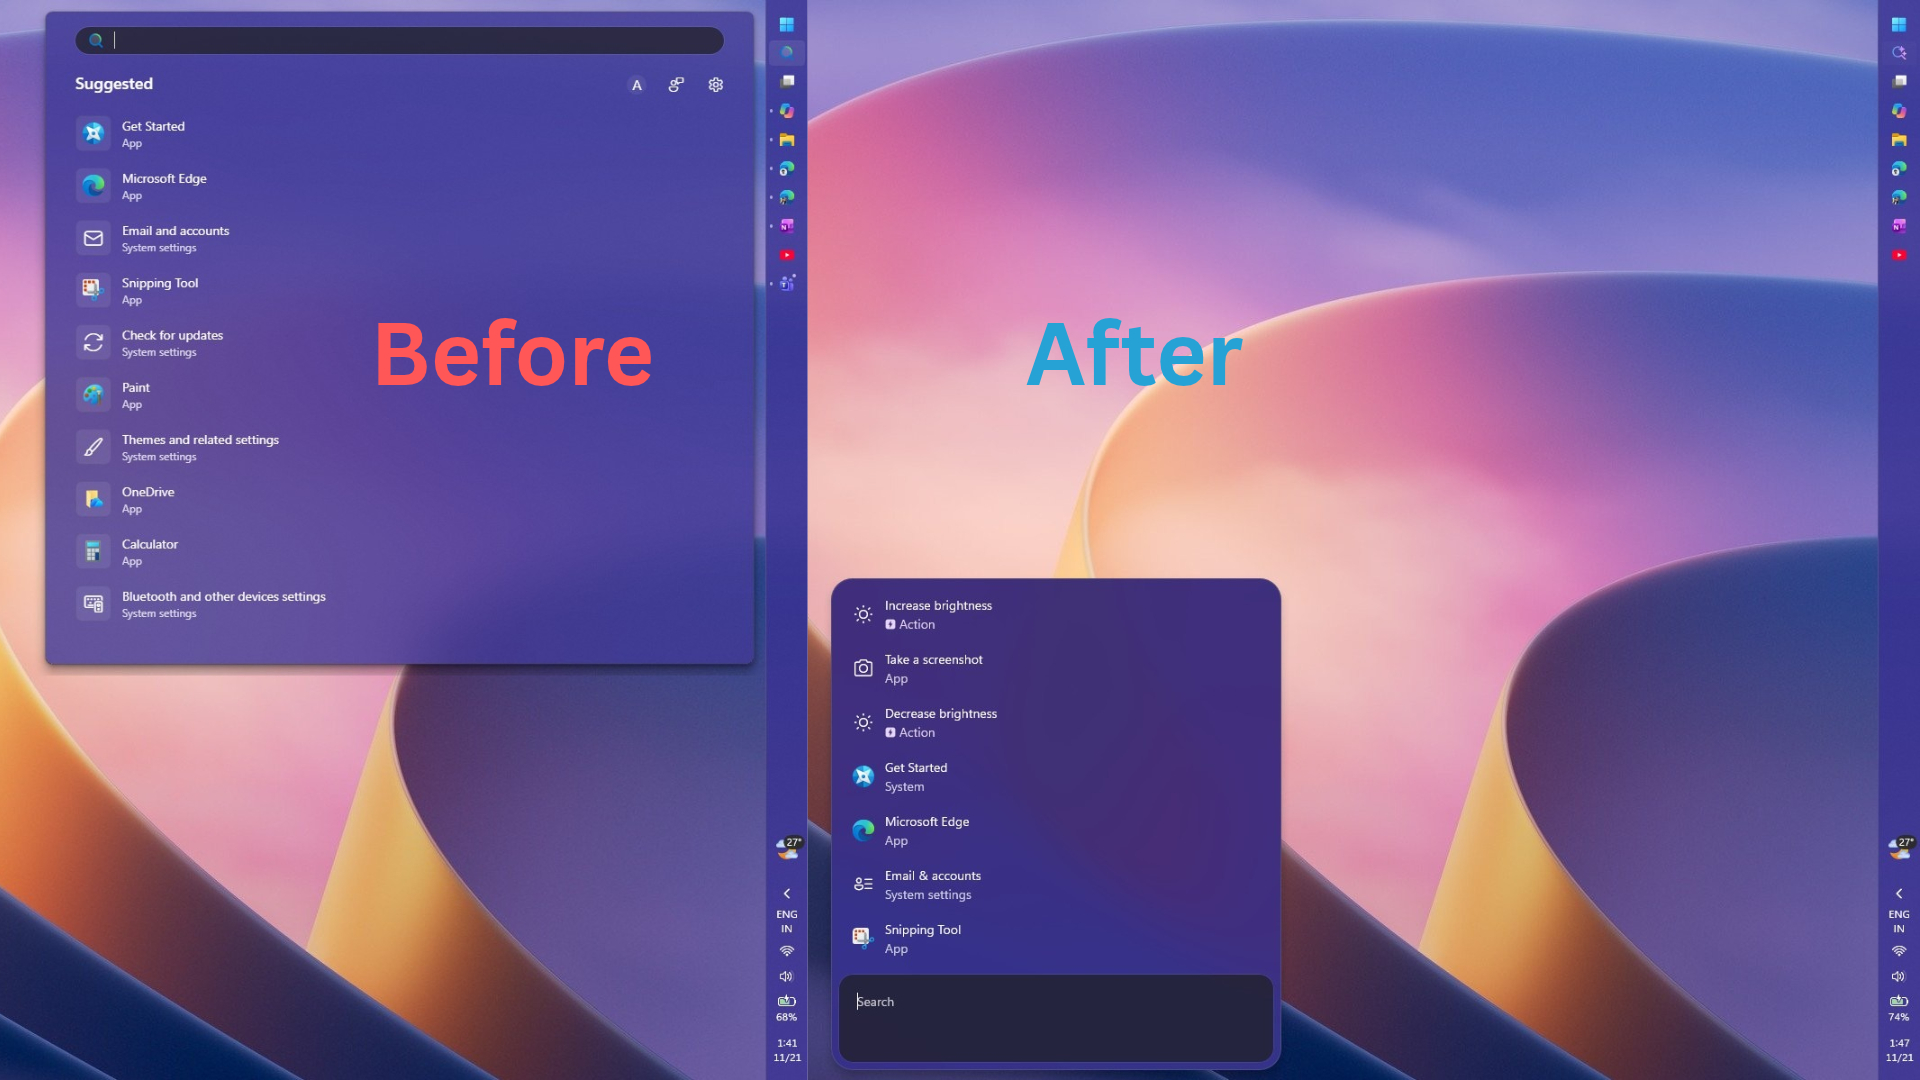 Suggested
A
Get Started
App
Microsoft Edge
App
Email and accounts
System settings
Snipping Tool
App
Check for updates
System settings
Paint
App
Themes and related settings
System settings
OneDrive
App
Calculator
App
Bluetooth and other devices settings
System settings
Before
27°
ENG
IN
68%
1:41
11/21
After
Increase brightness
Action
Take a screenshot
App
Decrease brightness
Action
Get Started
System
Microsoft Edge
App
Email & accounts
System settings
Snipping Tool
App
Search
27°
ENG
IN
74%
1:47
11/21